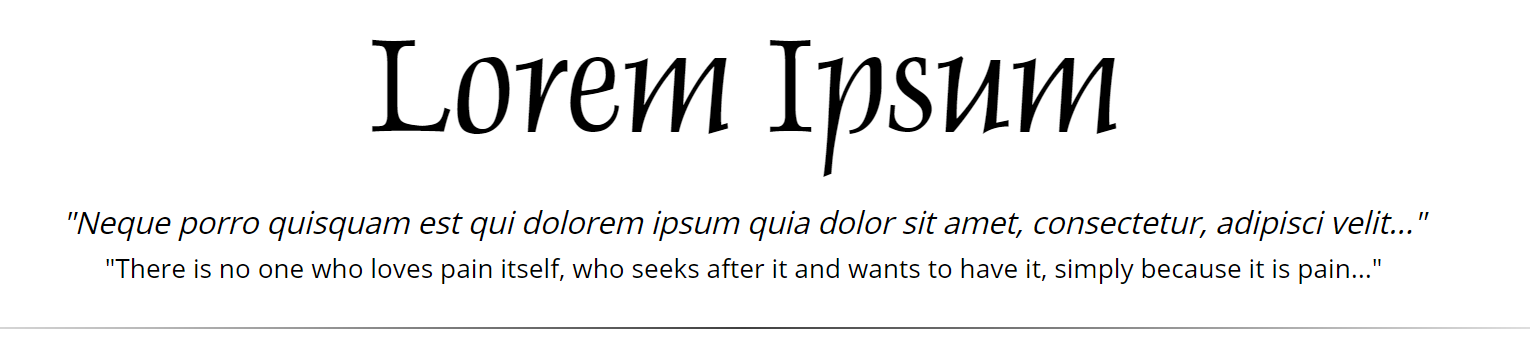 Lorem Ipsum
"Neque porro quisquam est qui dolorem ipsum quia dolor sit amet, consectetur, adipisci velit..."
"There is no one who loves pain itself, who seeks after it and wants to have it, simply because it is pain..."